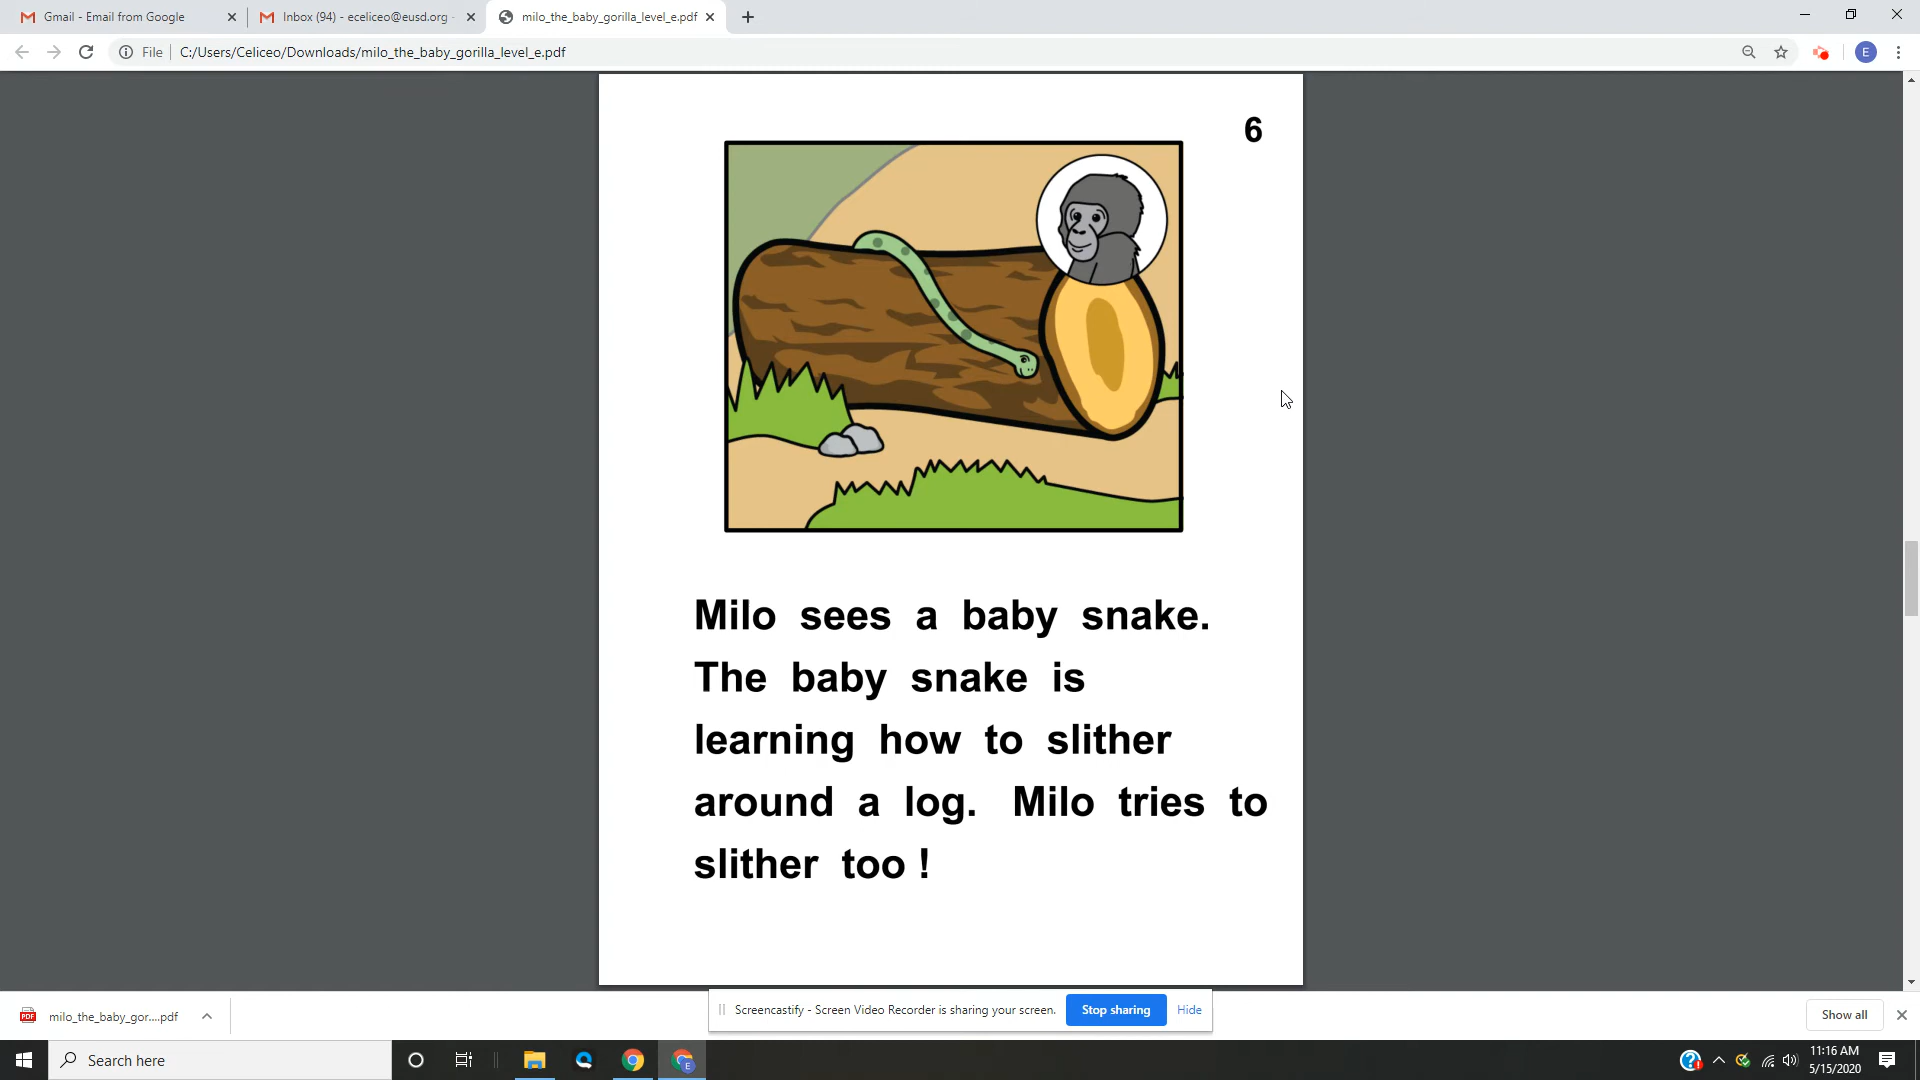 Gmail - Email from Google
Inbox (94) - eceliceo@eusd.org -
milo_the_baby_gorilla_level_e.pdf
File | C:/Users/Celiceo/Downloads/milo_the_baby_gorilla_level_e.pdf
E
6
Milo sees a baby snake.
The baby snake is
learning how to slither
around a log. Milo tries to
slither too !
milo_the_baby_gor....pdf
Screencastify - Screen Video Recorder is sharing your screen.
Stop sharing
Hide
Show all
Search here
11:16 AM
5/15/2020